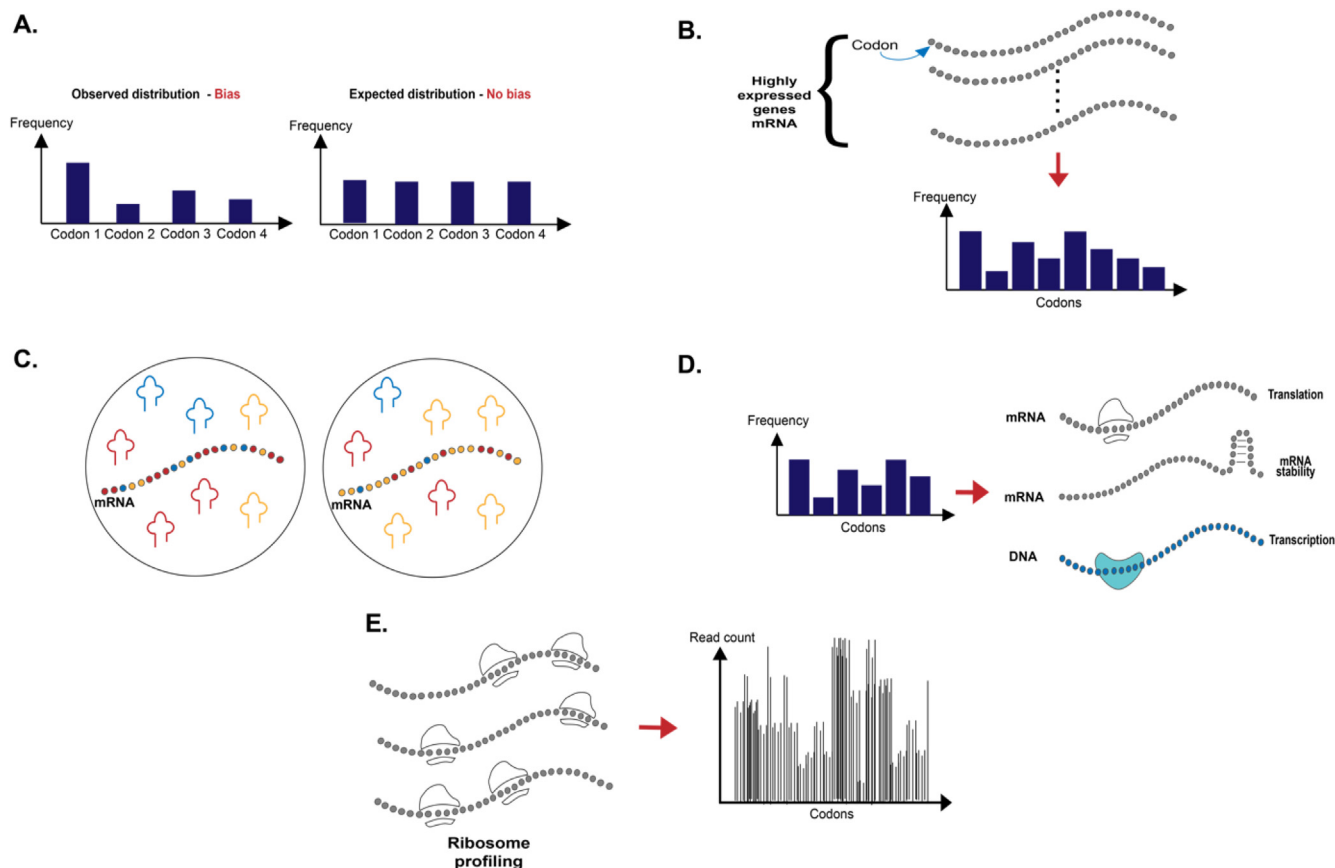 A.
Observed distribution - Bias
Frequency
Codon 1 Codon 2 Codon 3 Codon 4
Expected distribution - No bias
Frequency
Codon 1 Codon 2 Codon 3 Codon 4
B.
Codon
Highly
expressed
genes
mRNA
Frequency
Codons
C.
mRNA
mRNA
D.
Frequency
Codons
mRNA
Translation
mRNA
mRNA
stability
DNA
Transcription
E.
Ribosome
profiling
Read count
Codons